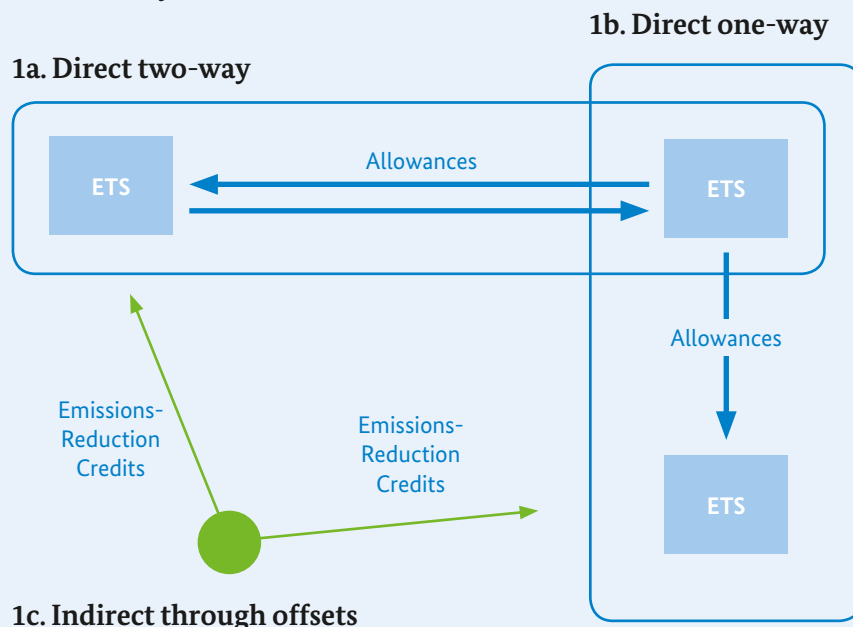 1b. Direct one-way
1a. Direct two-way
Allowances
ETS
ETS
Allowances
Emissions-
Reduction
Credits
Emissions-
Reduction
Credits
ETS
1c. Indirect through offsets